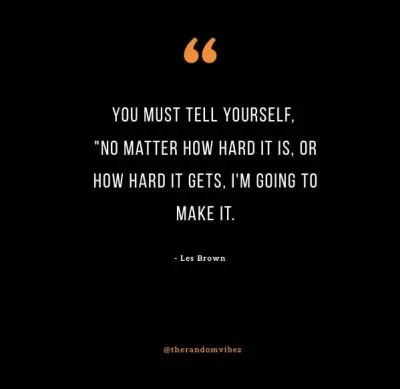 “
YOU MUST TELL YOURSELF,
"NO MATTER HOW HARD IT IS, OR
HOW HARD IT GETS, I'M GOING TO
MAKE IT.
- Les Brown
@therandomvibez